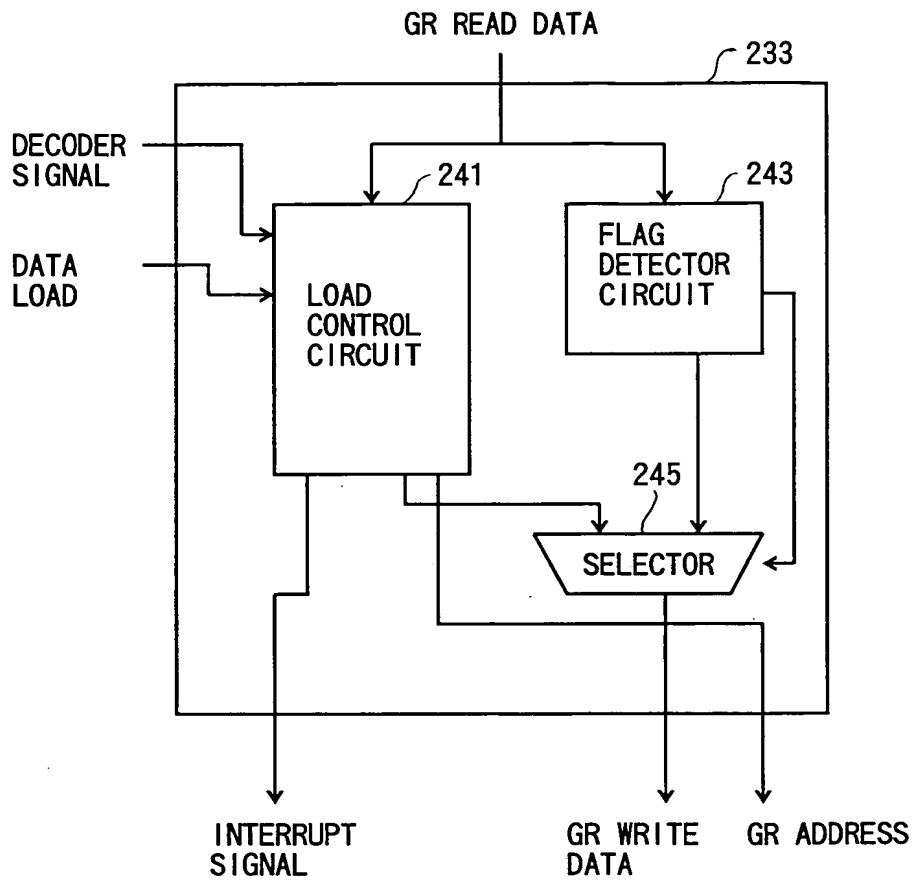 GR READ DATA
233
DECODER
SIGNAL
241
243
FLAG
DETECTOR
CIRCUIT
DATA
LOAD
LOAD
CONTROL
CIRCUIT
245
SELECTOR
INTERRUPT
SIGNAL
GR WRITE
DATA
GR ADDRESS